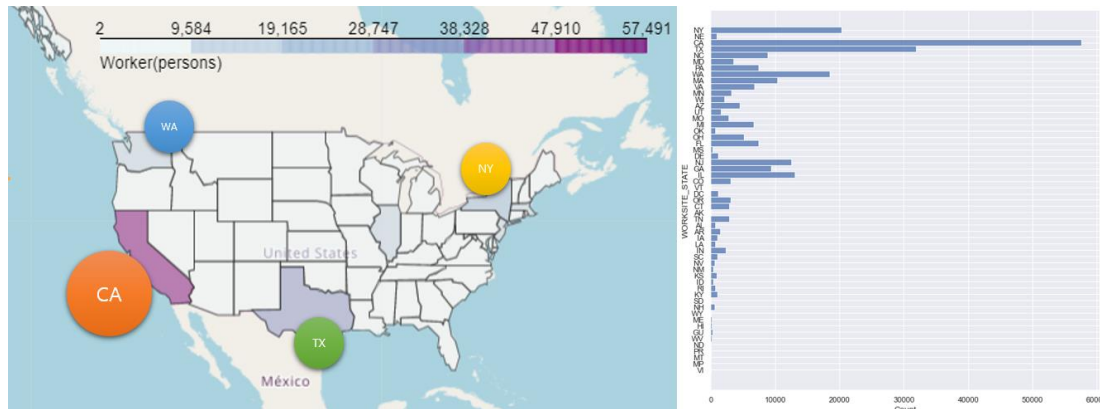 2 9,584 19,165 28,747 38,328 47,910 57,491
Worker(persons)
WA
NY
CA
United States
TX
México
WORKSITE_STATE
NY
NE
CA
TX
NC
MD
PA
WA
MA
VA
MN
WI
AZ
UT
MO
MI
OK
OH
FL
MS
DE
NJ
GA
IL
CO
VT
DC
OR
CT
AK
TN
AL
AR
IA
LA
IN
SC
NV
NM
KS
ID
RI
KY
SD
NH
WY
ME
HI
GU
WV
ND
PR
MT
MP
VI
0 10000 20000 30000 40000 50000
Count